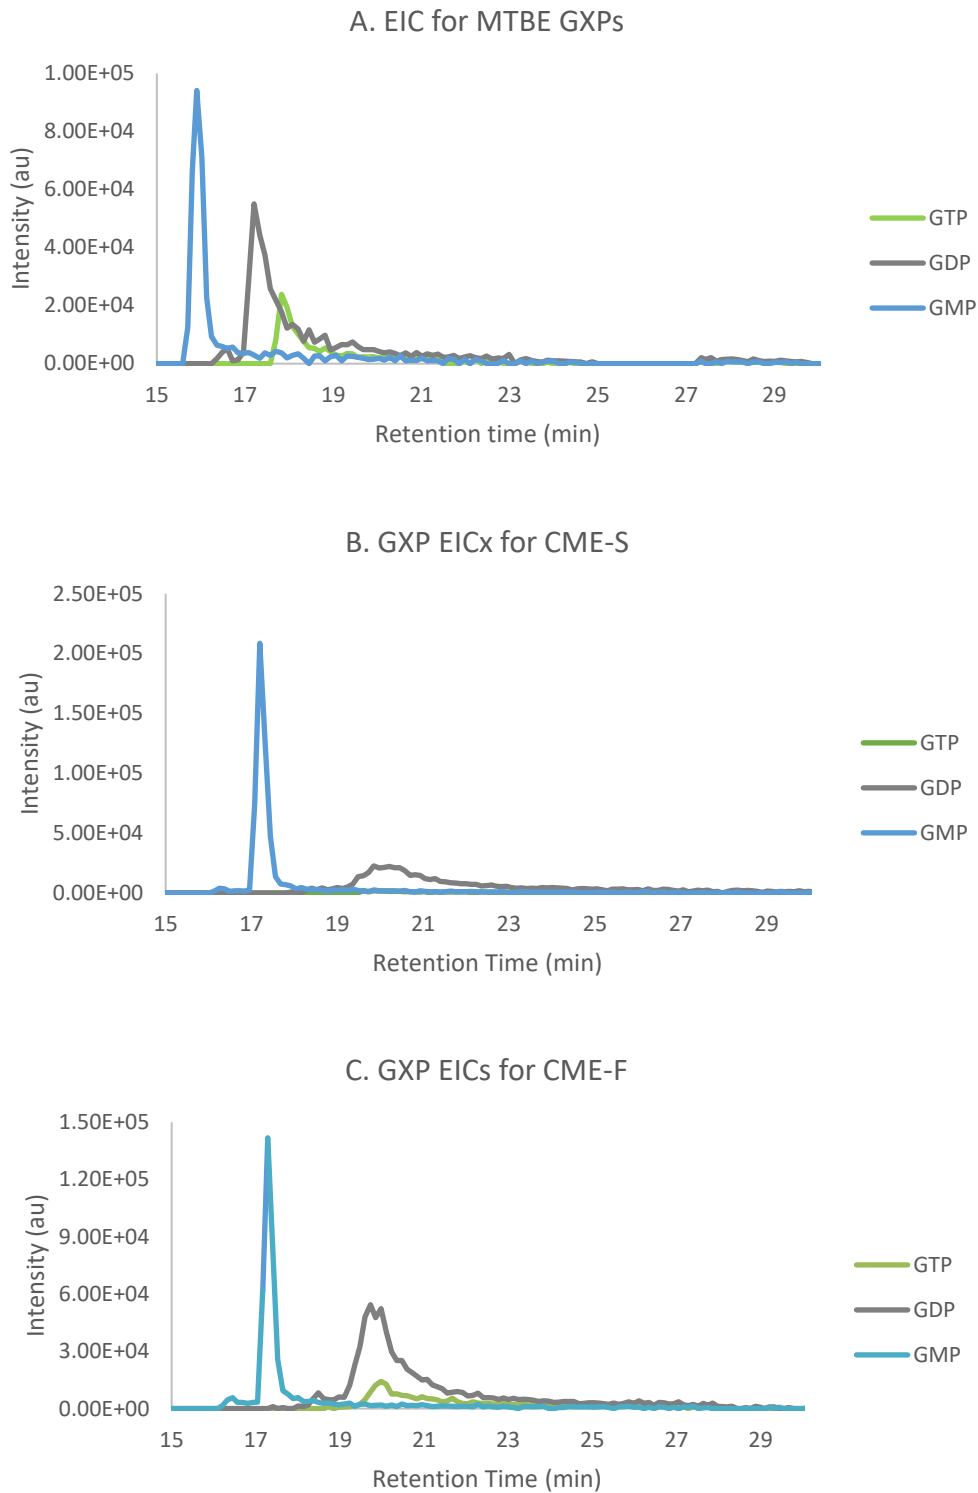 A. EIC for MTBE GXPs
1.00E+05
8.00E+04
6.00E+04
4.00E+04
2.00E+04
0.00E+00
Intensity (au)
15 17 19 21 23 25 27 29
Retention time (min)
GTP
GDP
GMP
B. GXP EICx for CME-S
2.50E+05
2.00E+05
1.50E+05
1.00E+05
5.00E+04
0.00E+00
Intensity (au)
15 17 19 21 23 25 27 29
Retention Time (min)
GTP
GDP
GMP
C. GXP EICs for CME-F
1.50E+05
1.20E+05
9.00E+04
6.00E+04
3.00E+04
0.00E+00
Intensity (au)
15 17 19 21 23 25 27 29
Retention Time (min)
GTP
GDP
GMP